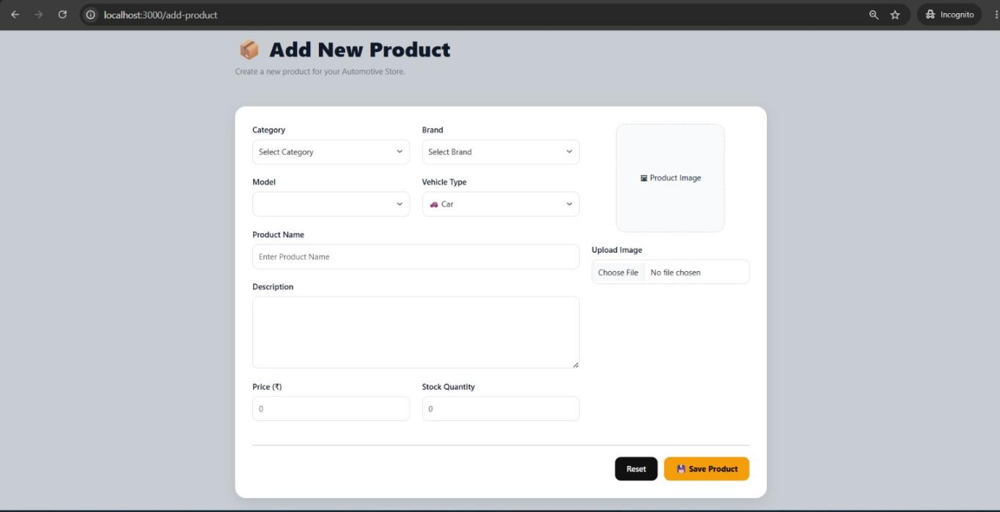 localhost:3000/add-product
Incognito
Add New Product
Create a new product for your Automotive Store.
Category
Brand
Select Category
Select Brand
Product Image
Model
Vehicle Type
Car
Product Name
Enter Product Name
Upload Image
Choose File No file chosen
Description
Price (₹)
Stock Quantity
0
0
Reset
Save Product